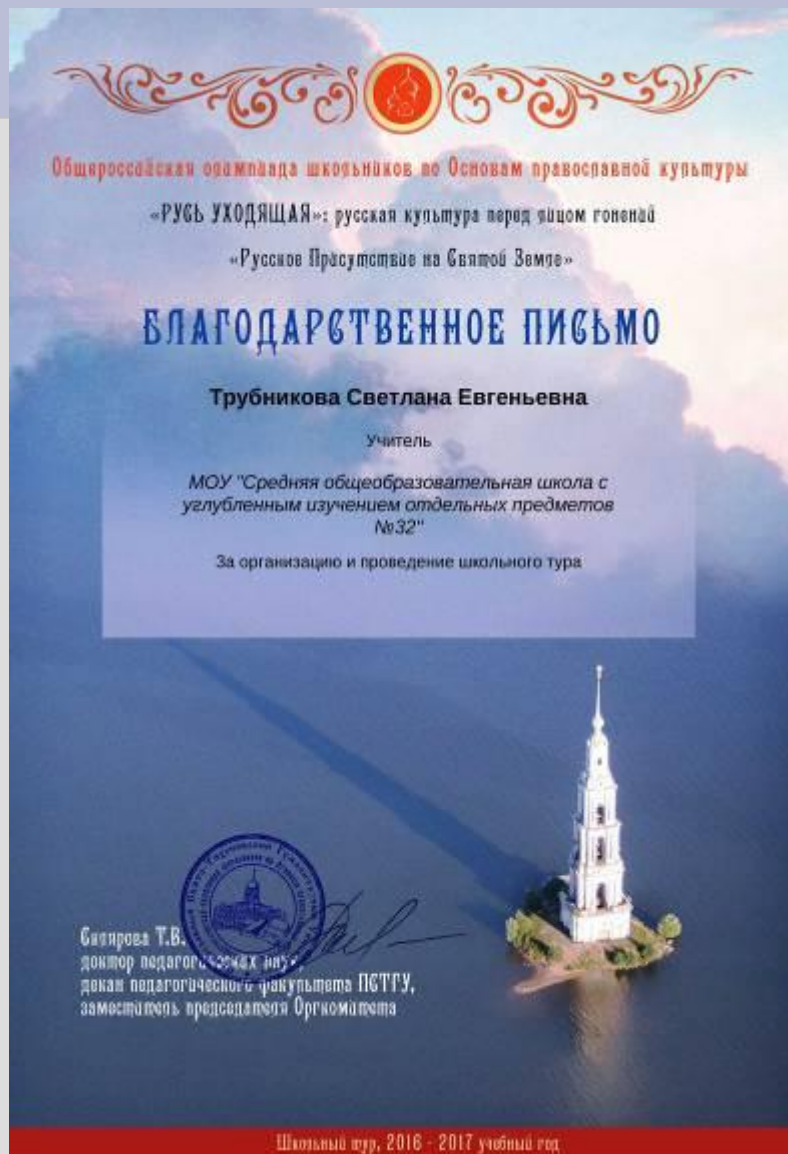 Общероссийская олимпиада школьников по Основам православной культуры
«РУСЬ УХОДЯЩАЯ»: русская культура перед лицом гонений
«Русское Присутствие на Святой Земле»
БЛАГОДАРСТВЕННОЕ ПИСЬМО
Трубникова Светлана Евгеньевна
Учитель
МОУ "Средняя общеобразовательная школа с
углубленным изучением отдельных предметов
№32"
За организацию и проведение школьного тура
Склярова Т.В.
доктор педагогических наук,
декан педагогического факультета ПСТГУ,
заместитель председателя Оргкомитета
Школьный тур, 2016 - 2017 учебный год